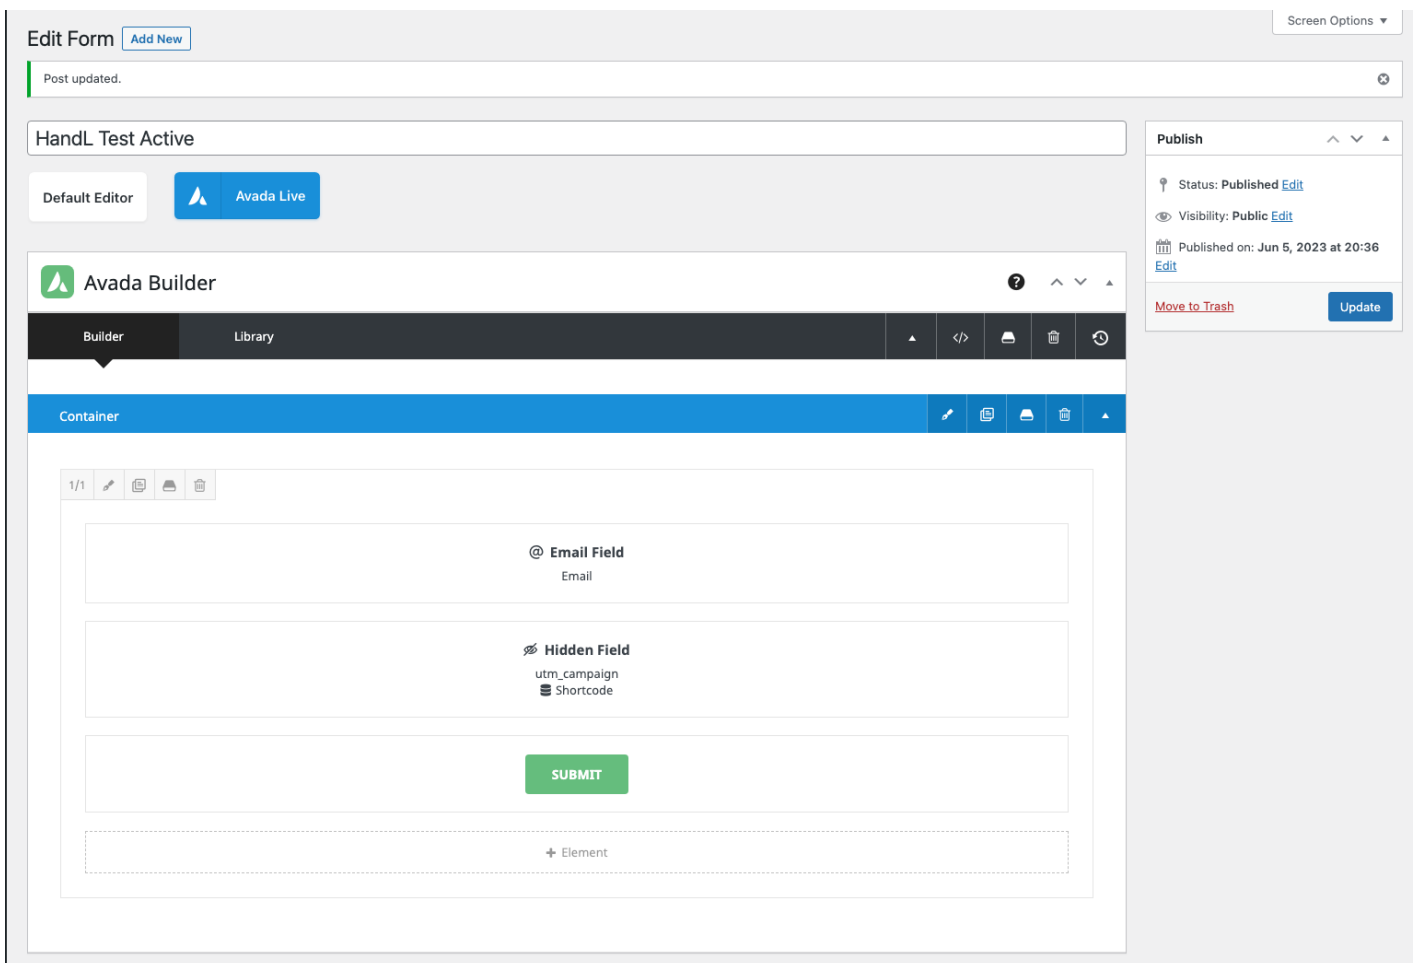 Screen Options
Edit Form Add New
Post updated.
HandL Test Active
Default Editor
Avada Live
Publish
Status: Published Edit
Visibility: Public Edit
Published on: Jun 5, 2023 at 20:36
Edit
Move to Trash
Update
Avada Builder
Builder
Library
</>
Container
1/1
@ Email Field
Email
Hidden Field
utm_campaign
Shortcode
SUBMIT
+ Element